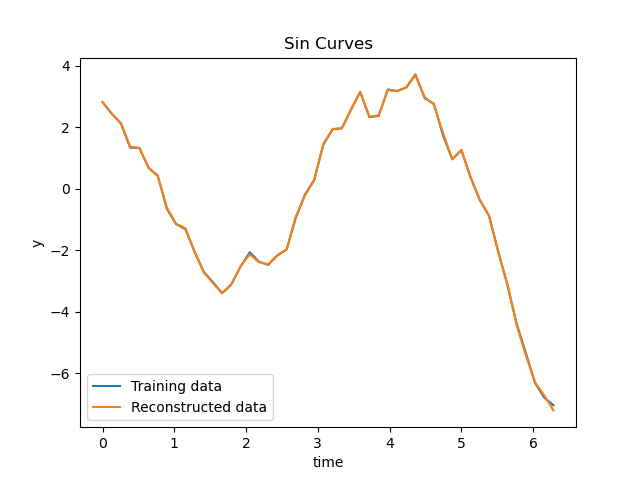 Sin Curves
4
2
0
−2
−4
−6
y
Training data
Reconstructed data
0 1 2 3 4 5 6
time